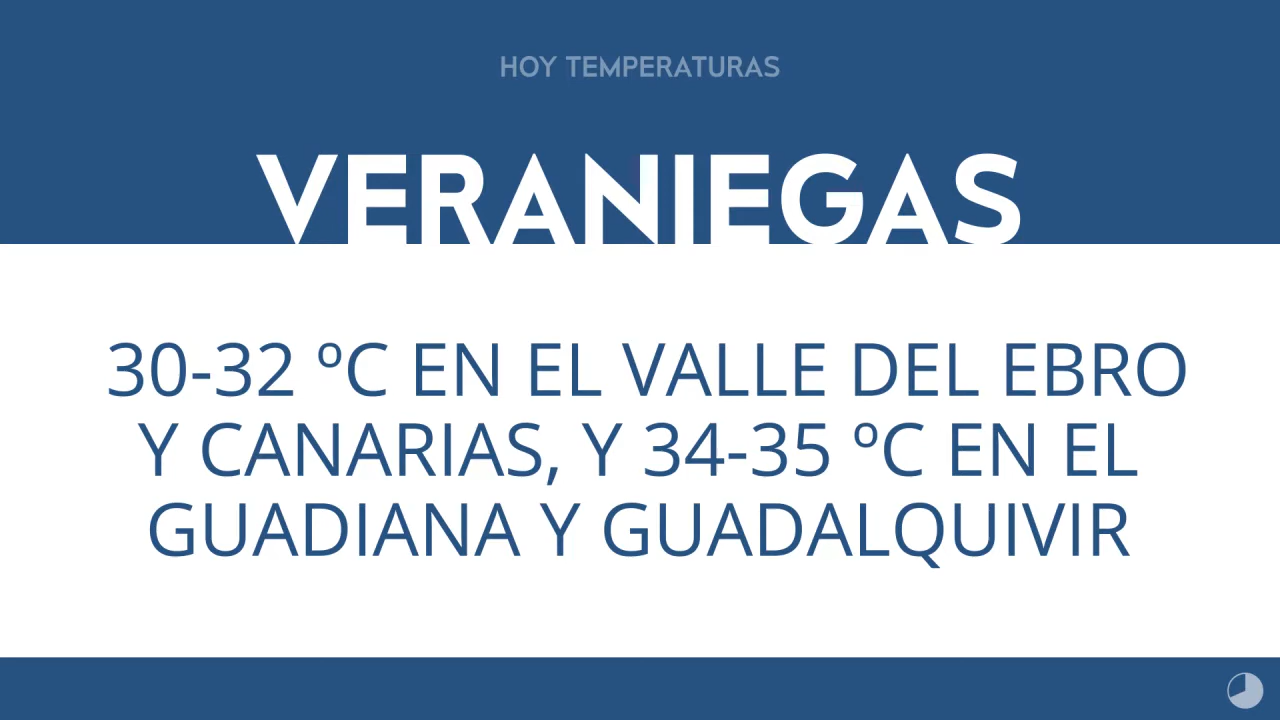 HOY TEMPERATURAS
VERANIEGAS
30-32 ºC EN EL VALLE DEL EBRO
Y CANARIAS, Y 34-35 ºC EN EL
GUADIANA Y GUADALQUIVIR